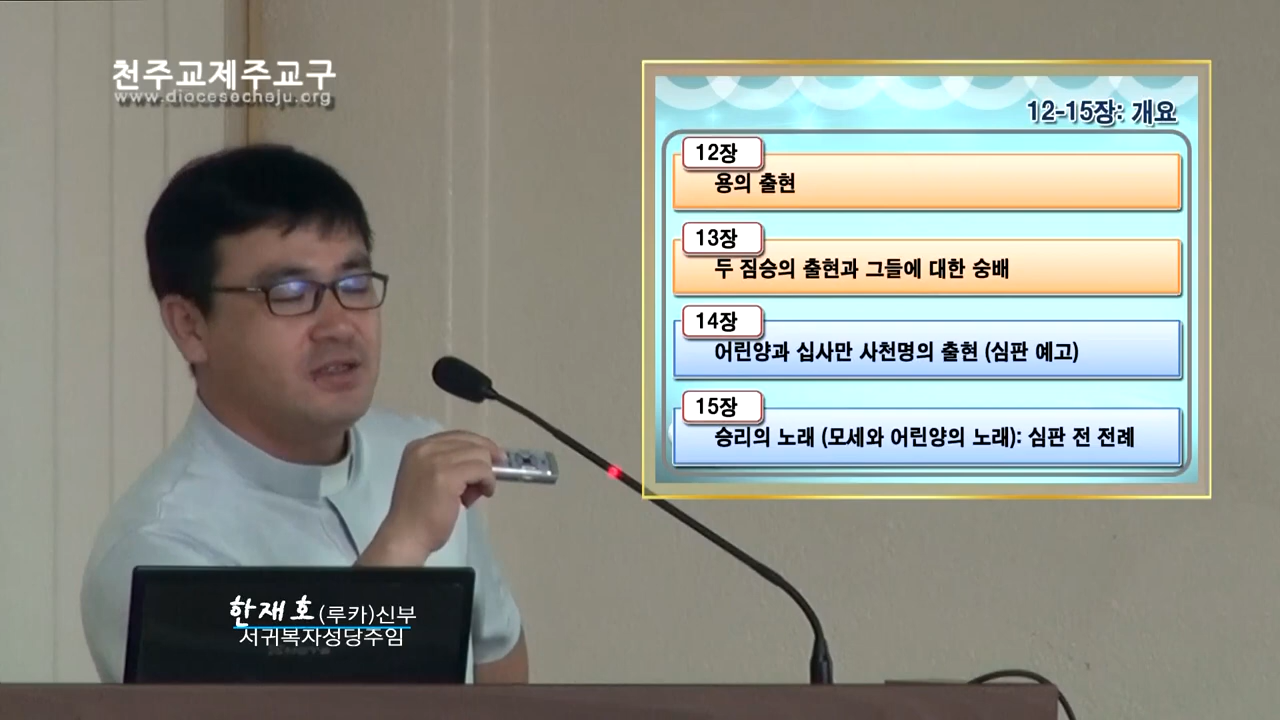 천주교제주교구
www.diocesecheju.org
12-15장: 개요
12장
용의 출현
13장
두 짐승의 출현과 그들에 대한 숭배
14장
어린양과 십사만 사천명의 출현 (심판 예고)
15장
승리의 노래 (모세와 어린양의 노래): 심판 전 전례
한재호(루카)신부
서귀복자성당주임